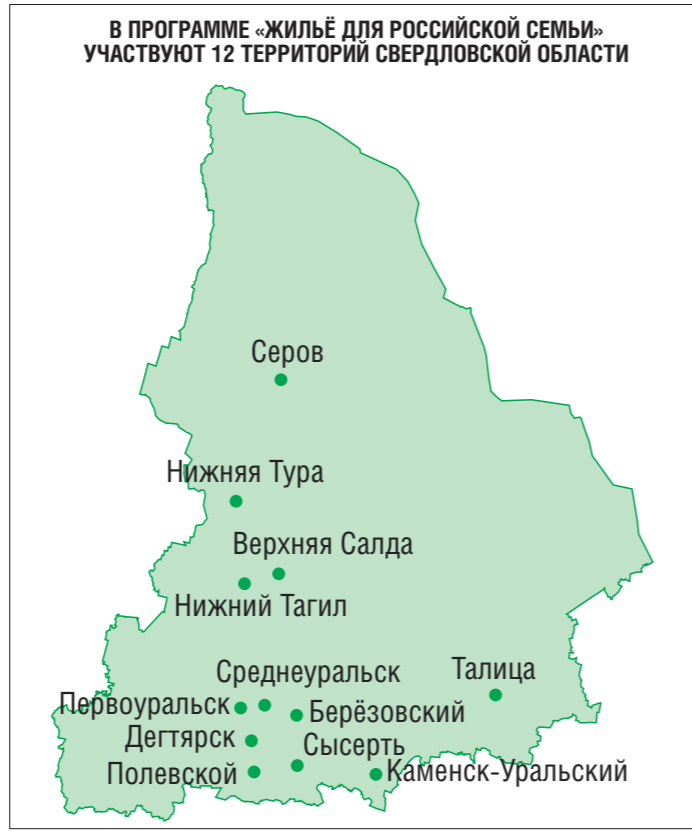 В ПРОГРАММЕ «ЖИЛЬЁ ДЛЯ РОССИЙСКОЙ СЕМЬИ»
УЧАСТВУЮТ 12 ТЕРРИТОРИЙ СВЕРДЛОВСКОЙ ОБЛАСТИ
Серов
Нижняя Тура
Верхняя Салда
Нижний Тагил
Среднеуральск
Талица
Первоуральск
Берёзовский
Дегтярск
Сысерть
Полевской
Каменск-Уральский